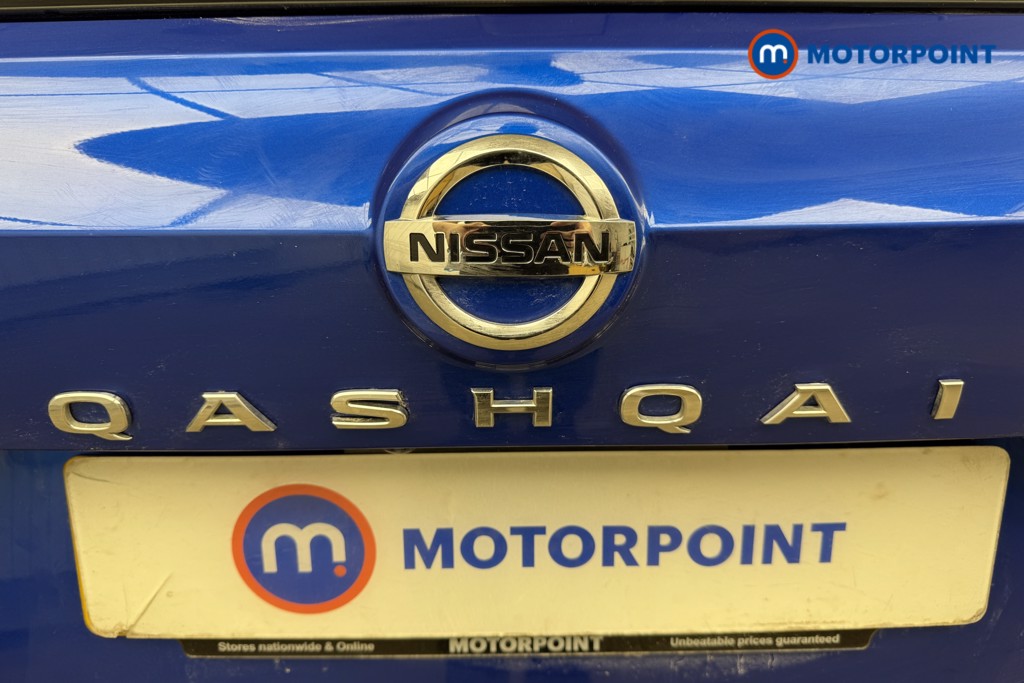 m. MOTORPOINT
NISSAN
QASHQAI
m. MOTORPOINT
Stores nationwide & Online MOTORPOINT Unbeatable prices guaranteed